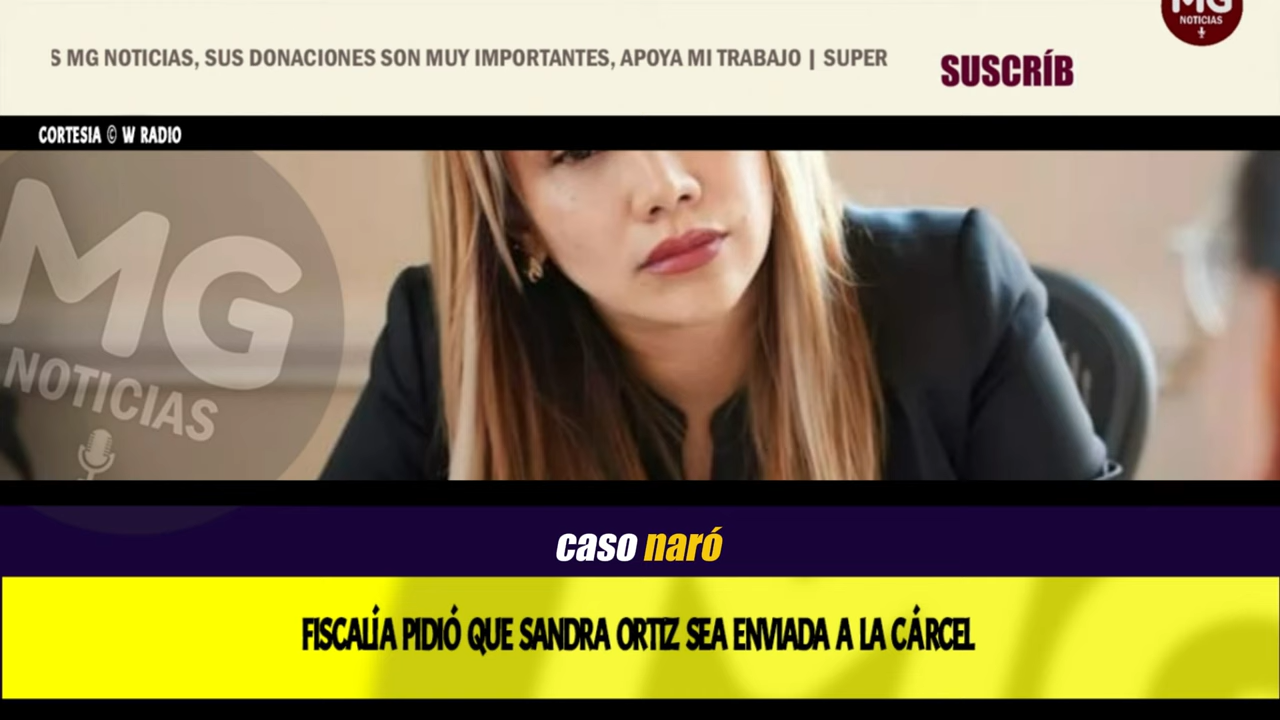 MG
NOTICIAS
S MG NOTICIAS, SUS DONACIONES SON MUY IMPORTANTES, APOYA MI TRABAJO | SUPER
SUSCRÍB
CORTESIA © W RADIO
MG
NOTICIAS
caso naró
FISCALÍA PIDIÓ QUE SANDRA ORTIZ SEA ENVIADA A LA CÁRCEL